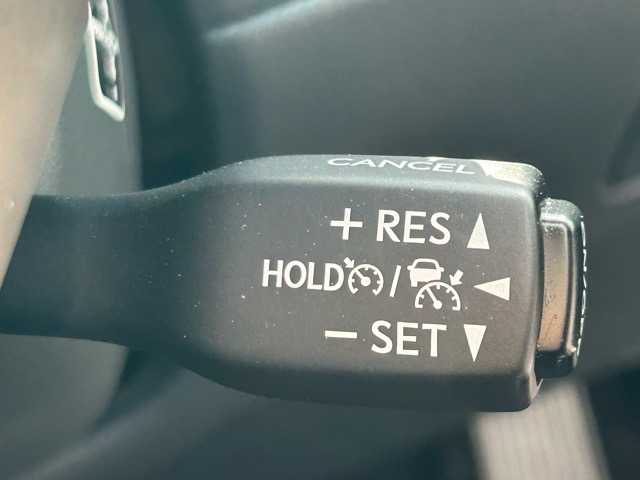 CANCEL
+ RES
HOLD /
− SET